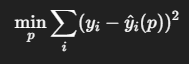 min_p ∑_i (y_i − ŷ_i(p))²